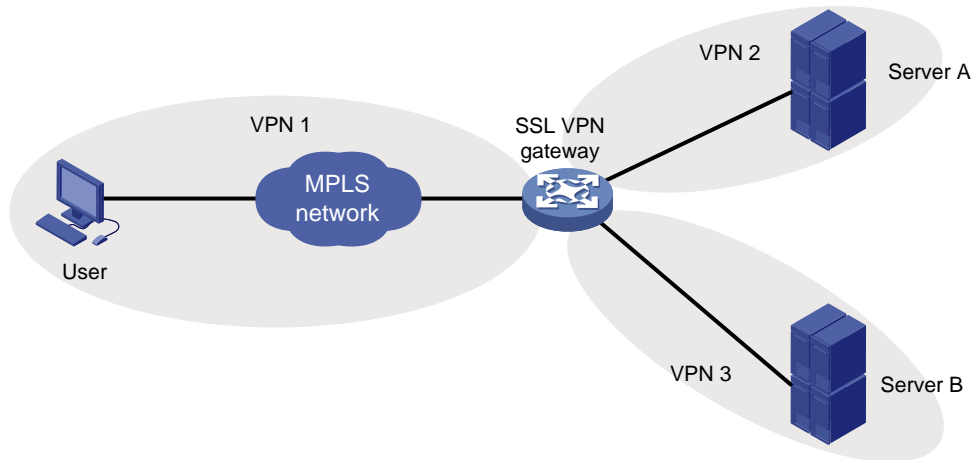 VPN 1
MPLS
network
User
SSL VPN
gateway
VPN 2
Server A
VPN 3
Server B